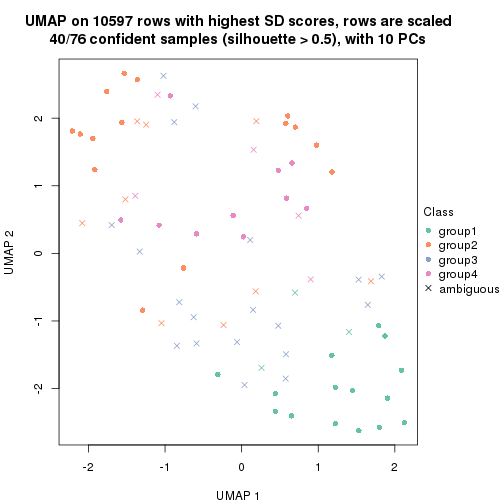 UMAP on 10597 rows with highest SD scores, rows are scaled
40/76 confident samples (silhouette > 0.5), with 10 PCs
2
1
0
-1
-2
UMAP 2
-2
-1
0
1
2
UMAP 1
Class
group1
group2
group3
group4
ambiguous